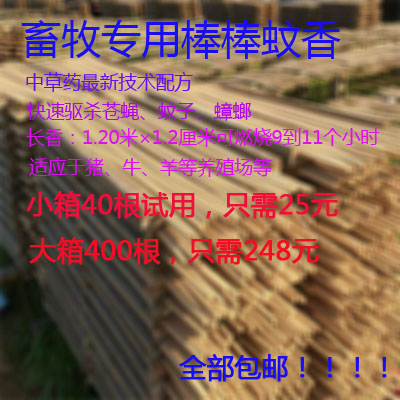 畜牧专用棒棒蚊香
中草药最新技术配方
快速驱杀苍蝇、蚊子、蟑螂
长香：1.20米×1.2厘米可燃烧9到11个小时
适应于猪、牛、羊等养殖场等
小箱40根试用，只需25元
大箱400根，只需248元
全部包邮！！！！